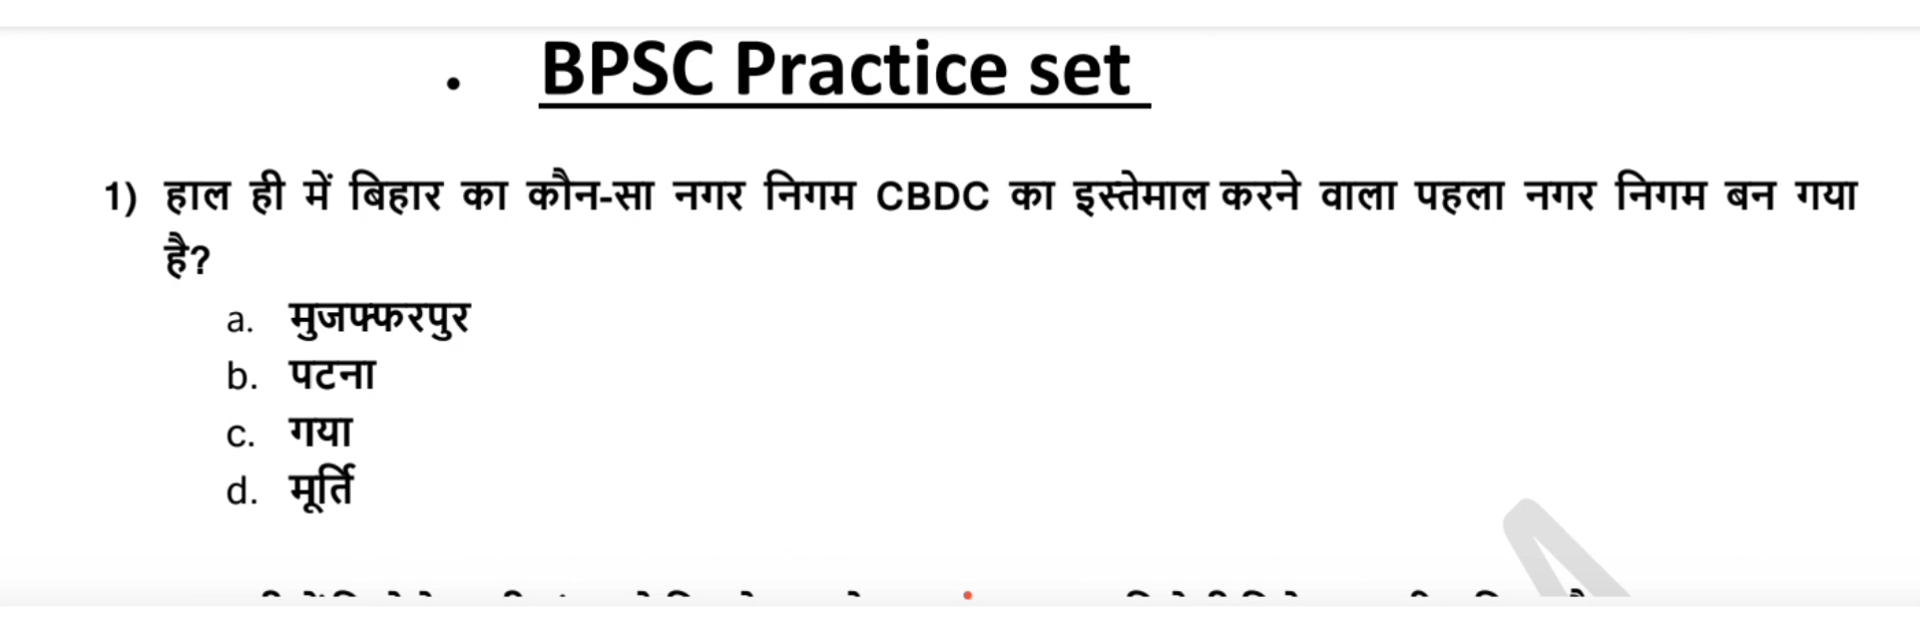 • BPSC Practice set
1) हाल ही में बिहार का कौन-सा नगर निगम CBDC का इस्तेमाल करने वाला पहला नगर निगम बन गया
है?
a. मुजफ्फरपुर
b. पटना
c. गया
d. मूर्ति